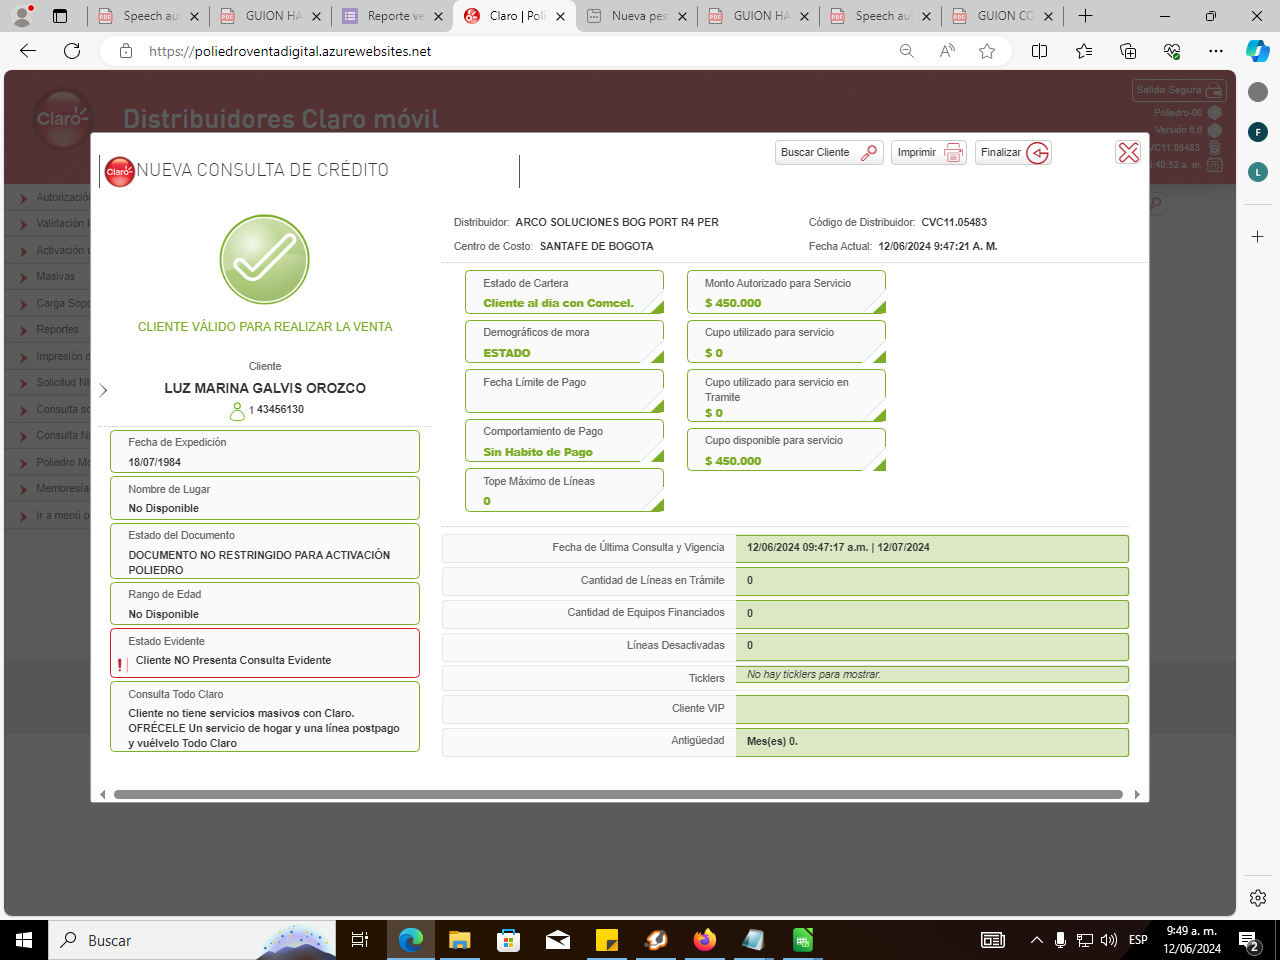 Speech aut
GUION HA
Reporte ve
Claro | Poli
Nueva pes
GUION HA
Speech aut
GUION CO
https://poliedroventadigital.azurewebsites.net
Claro
Distribuidores Claro móvil
Salida Segura
Poliedro-00
Versión 6.6
VC11.05483
9:49:52 a. m.
Autorizació
Validación I
Activación u
Masivas
Carga Sopo
Reportes
Impresión d
Solicitud NI
Consulta so
Consulta NI
Poliedro Mo
Membresía
Ir a menú p
Claro
NUEVA CONSULTA DE CRÉDITO
Buscar Cliente
Imprimir
Finalizar
CLIENTE VÁLIDO PARA REALIZAR LA VENTA
Cliente
LUZ MARINA GALVIS OROZCO
1 43456130
Fecha de Expedición
18/07/1984
Nombre de Lugar
No Disponible
Estado del Documento
DOCUMENTO NO RESTRINGIDO PARA ACTIVACIÓN
POLIEDRO
Rango de Edad
No Disponible
Estado Evidente
! Cliente NO Presenta Consulta Evidente
Consulta Todo Claro
Cliente no tiene servicios masivos con Claro.
OFRÉCELE Un servicio de hogar y una línea postpago
y vuélvelo Todo Claro
Distribuidor: ARCO SOLUCIONES BOG PORT R4 PER
Código de Distribuidor: CVC11.05483
Centro de Costo: SANTAFE DE BOGOTA
Fecha Actual: 12/06/2024 9:47:21 A. M.
Estado de Cartera
Cliente al dia con Comcel.
Demográficos de mora
ESTADO
Fecha Límite de Pago
Comportamiento de Pago
Sin Habito de Pago
Tope Máximo de Líneas
0
Monto Autorizado para Servicio
$ 450.000
Cupo utilizado para servicio
$ 0
Cupo utilizado para servicio en
Tramite
$ 0
Cupo disponible para servicio
$ 450.000
Fecha de Última Consulta y Vigencia 12/06/2024 09:47:17 a.m. | 12/07/2024
Cantidad de Líneas en Trámite 0
Cantidad de Equipos Financiados 0
Líneas Desactivadas 0
Ticklers No hay ticklers para mostrar.
Cliente VIP
Antigüedad Mes(es) 0.
F
L
Buscar
ESP
9:49 a. m.
12/06/2024
2